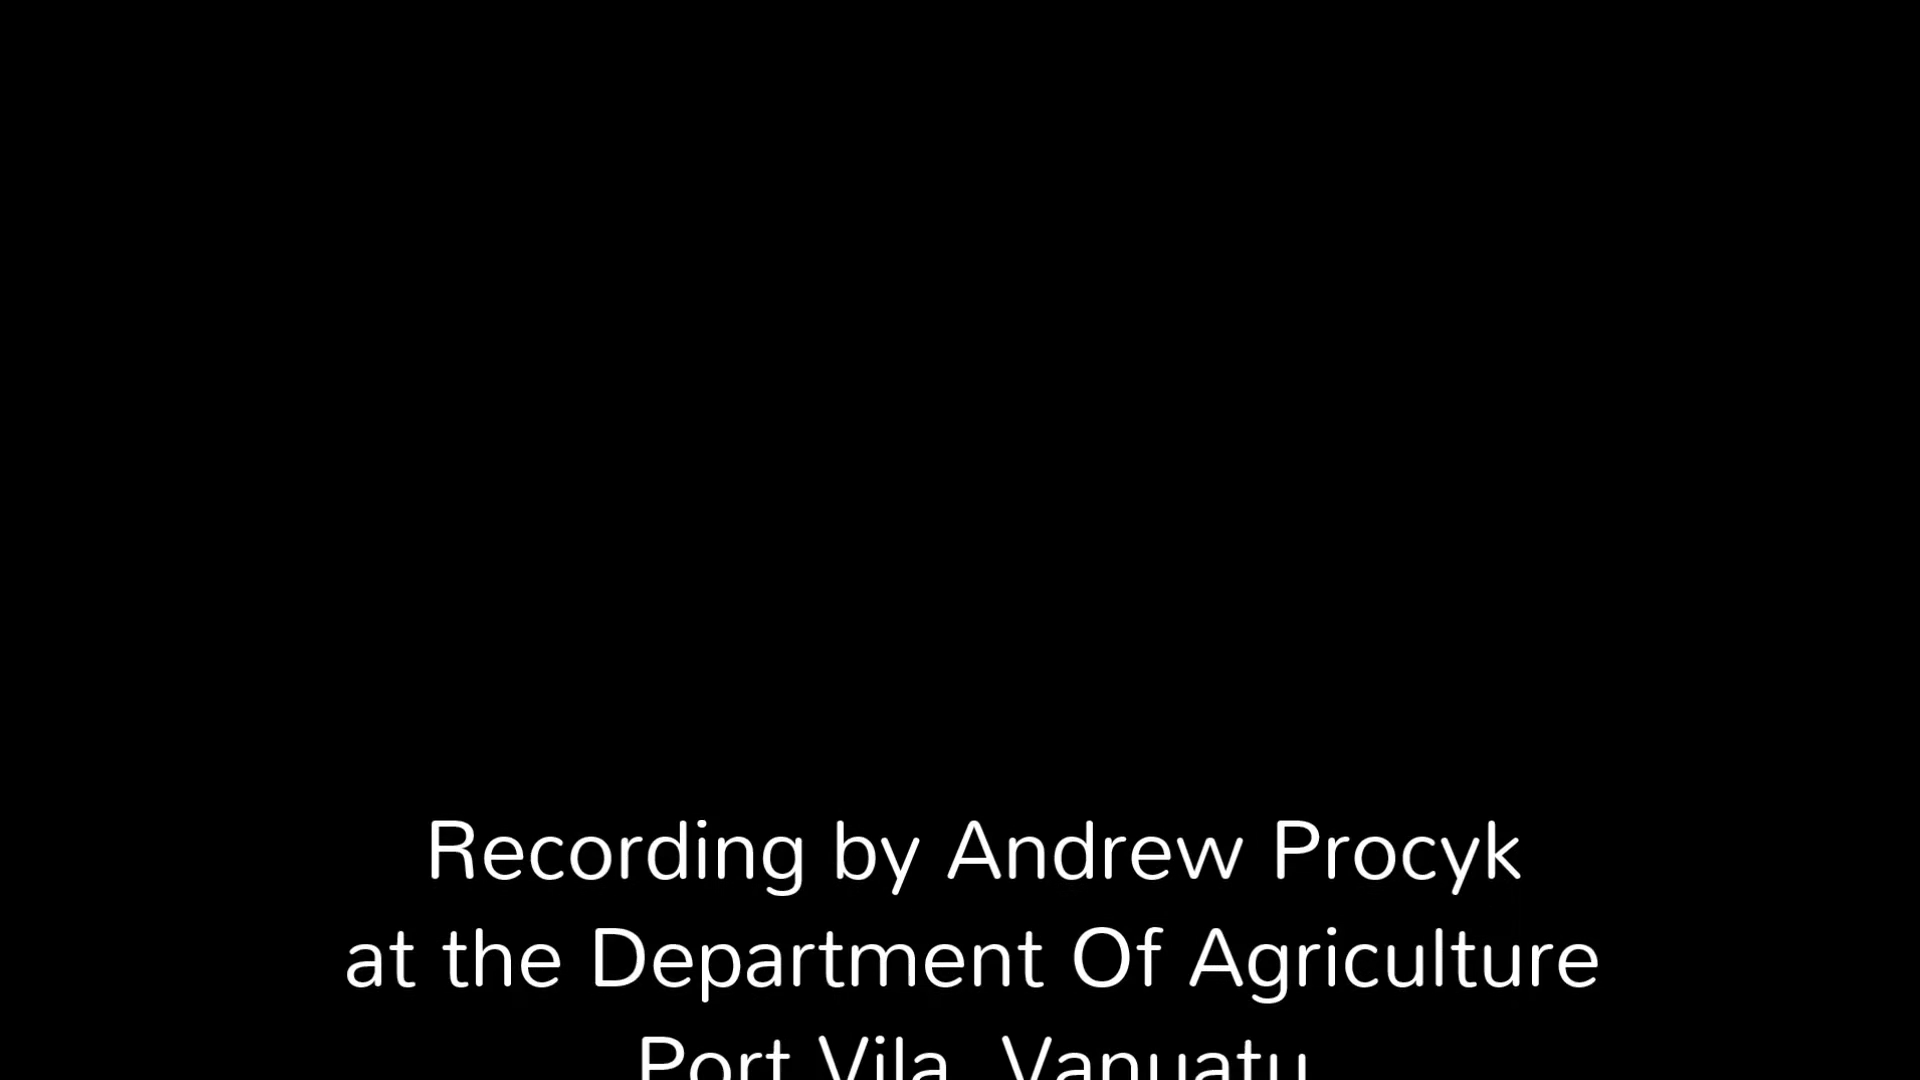 Recording by Andrew Procyk
at the Department Of Agriculture
Port Vila, Vanuatu